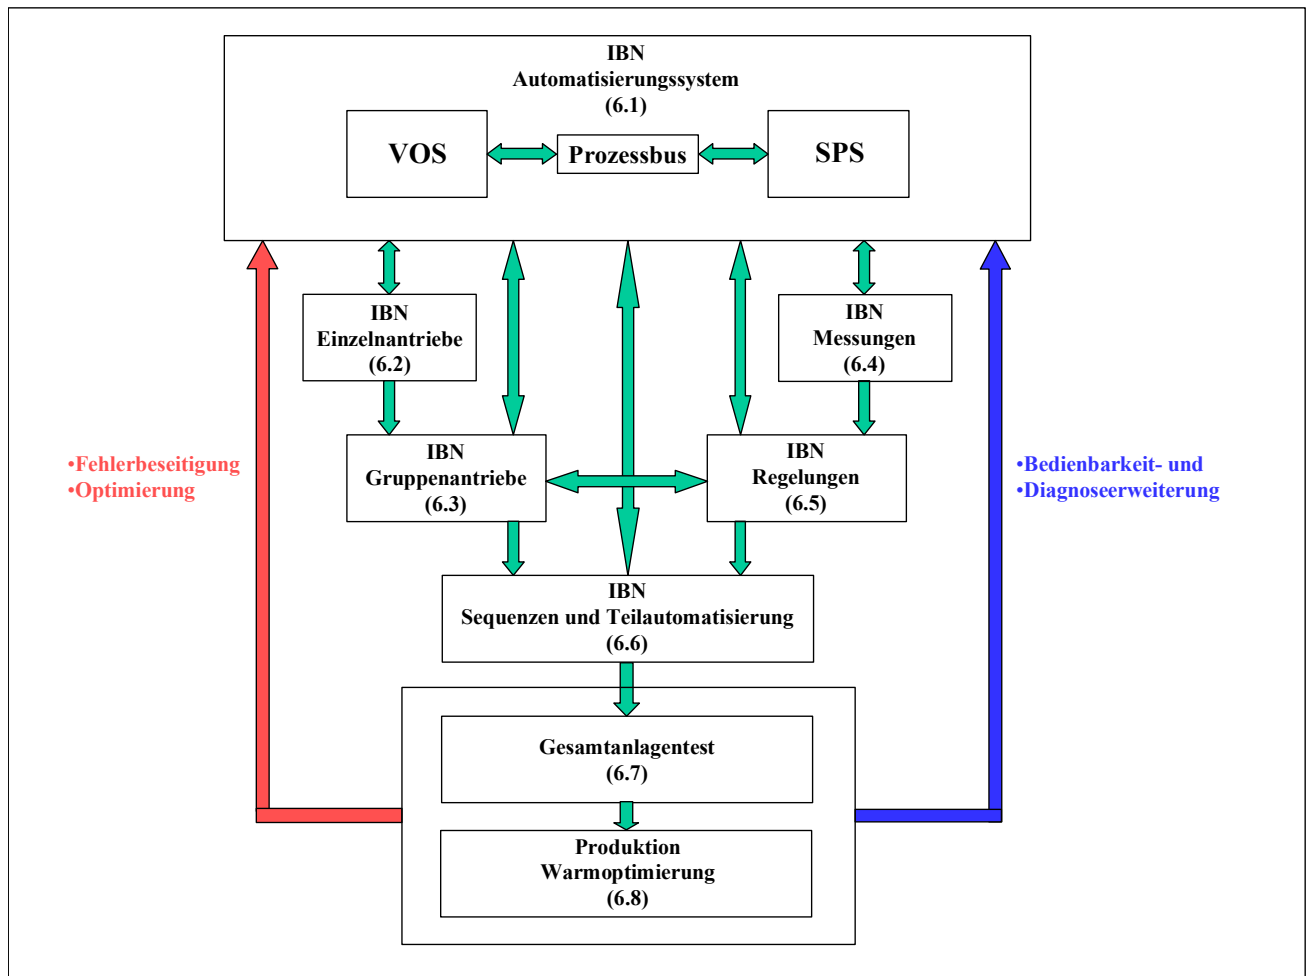 IBN
Automatisierungssystem
(6.1)
VOS
Prozessbus
SPS
IBN
Einzelnantriebe
(6.2)
IBN
Messungen
(6.4)
IBN
Gruppenantriebe
(6.3)
IBN
Regelungen
(6.5)
•Fehlerbeseitigung
•Optimierung
•Bedienbarkeit- und
•Diagnoseerweiterung
IBN
Sequenzen und Teilautomatisierung
(6.6)
Gesamtanlagentest
(6.7)
Produktion
Warmoptimierung
(6.8)